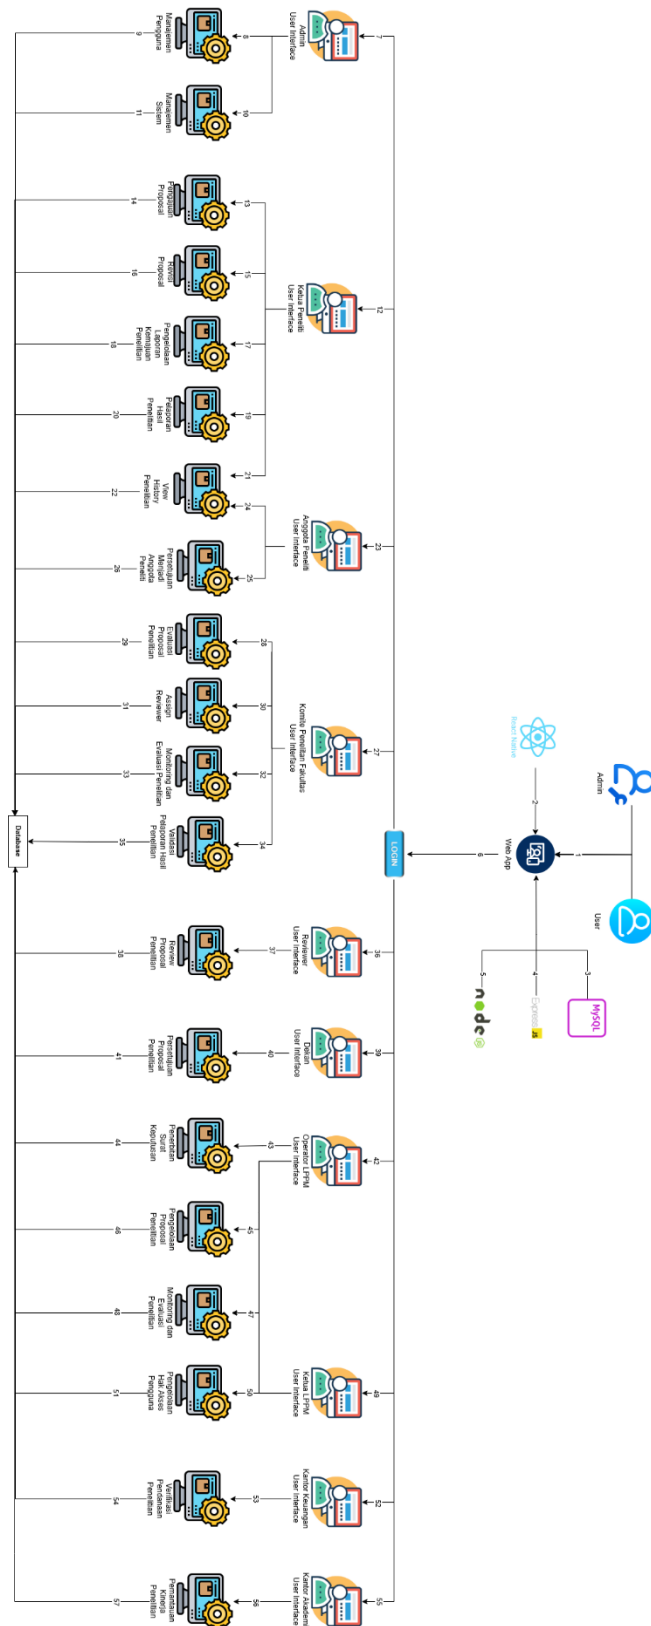 Admin
User
MySQL
1
2
3
4
5
React Native
Express JS
node
Web App
6
LOGIN
7
12
23
27
36
39
42
49
52
55
Admin
User Interface
Ketua Peneliti
User Interface
Anggota Peneliti
User Interface
Komite Penelitan Fakultas
User Interface
Reviewer
User Interface
Dekan
User Interface
Operator LPPM
User Interface
Ketua LPPM
User Interface
Kantor Keuangan
User Interface
Kantor Akademi
User Interface
8
10
13
15
17
19
21
24
25
28
30
32
34
37
40
43
45
47
50
53
56
Manajemen
Pengguna
Manajemen
Sistem
Pengajuan
Proposal
Revisi
Proposal
Pengelolaan
Laporan
Kemajuan
Penelitian
Pelaporan
Hasil
Penelitian
View
History
Penelitian
Persetujuan
Menjadi
Anggota
Peneliti
Evaluasi
Proposal
Penelitian
Assign
Reviewer
Monitoring dan
Evaluasi Penelitian
Validasi
Pelaporan Hasil
Penelitian
Review
Proposal
Penelitian
Persetujuan
Proposal
Penelitian
Penerbitan
Surat
Keputusan
Pengelolaan
Proposal
Penelitian
Monitoring dan
Evaluasi
Penelitian
Pengelolaan
Hak Akses
Pengguna
Verifikasi
Pendanaan
Penelitian
Pemantauan
Kinerja
Penelitian
9
11
14
16
18
20
22
26
29
31
33
35
38
41
44
46
48
51
54
57
Database